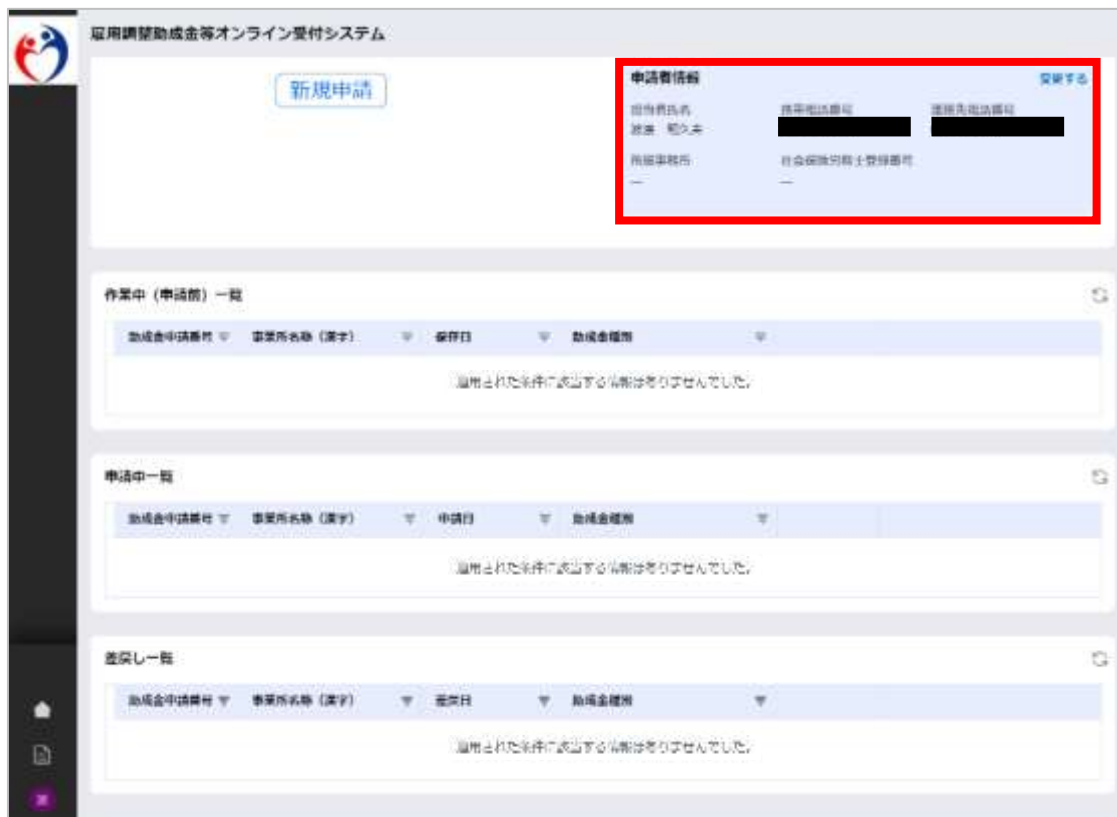 雇用調整助成金等オンライン受付システム
新規申請
申請者情報
変更する
担当者氏名 携帯電話番号 連絡先電話番号
所属事務所 社会保険労務士登録番号
— —
作業中（申請前）一覧
助成金申請番号 事業所名称（漢字） 保存日 助成金種別
適用された条件に該当する情報はありませんでした。
申請中一覧
助成金申請番号 事業所名称（漢字） 申請日 助成金種別
適用された条件に該当する情報はありませんでした。
差戻し一覧
助成金申請番号 事業所名称（漢字） 差戻日 助成金種別
適用された条件に該当する情報はありませんでした。